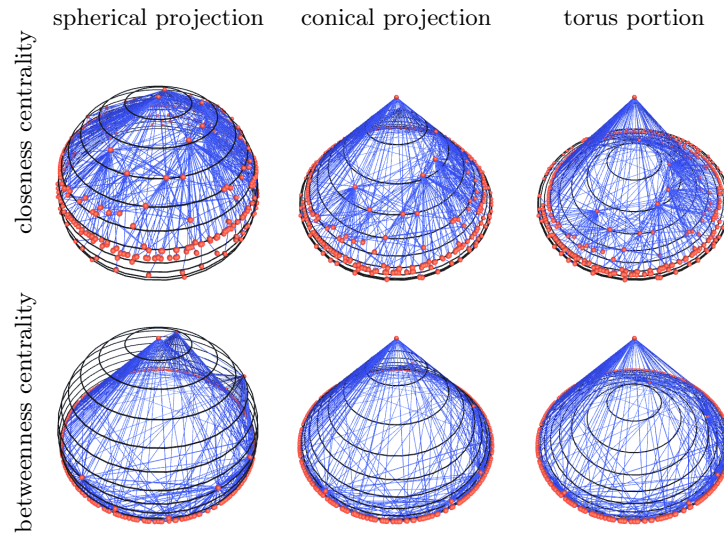 spherical projection
conical projection
torus portion
closeness centrality
betweenness centrality